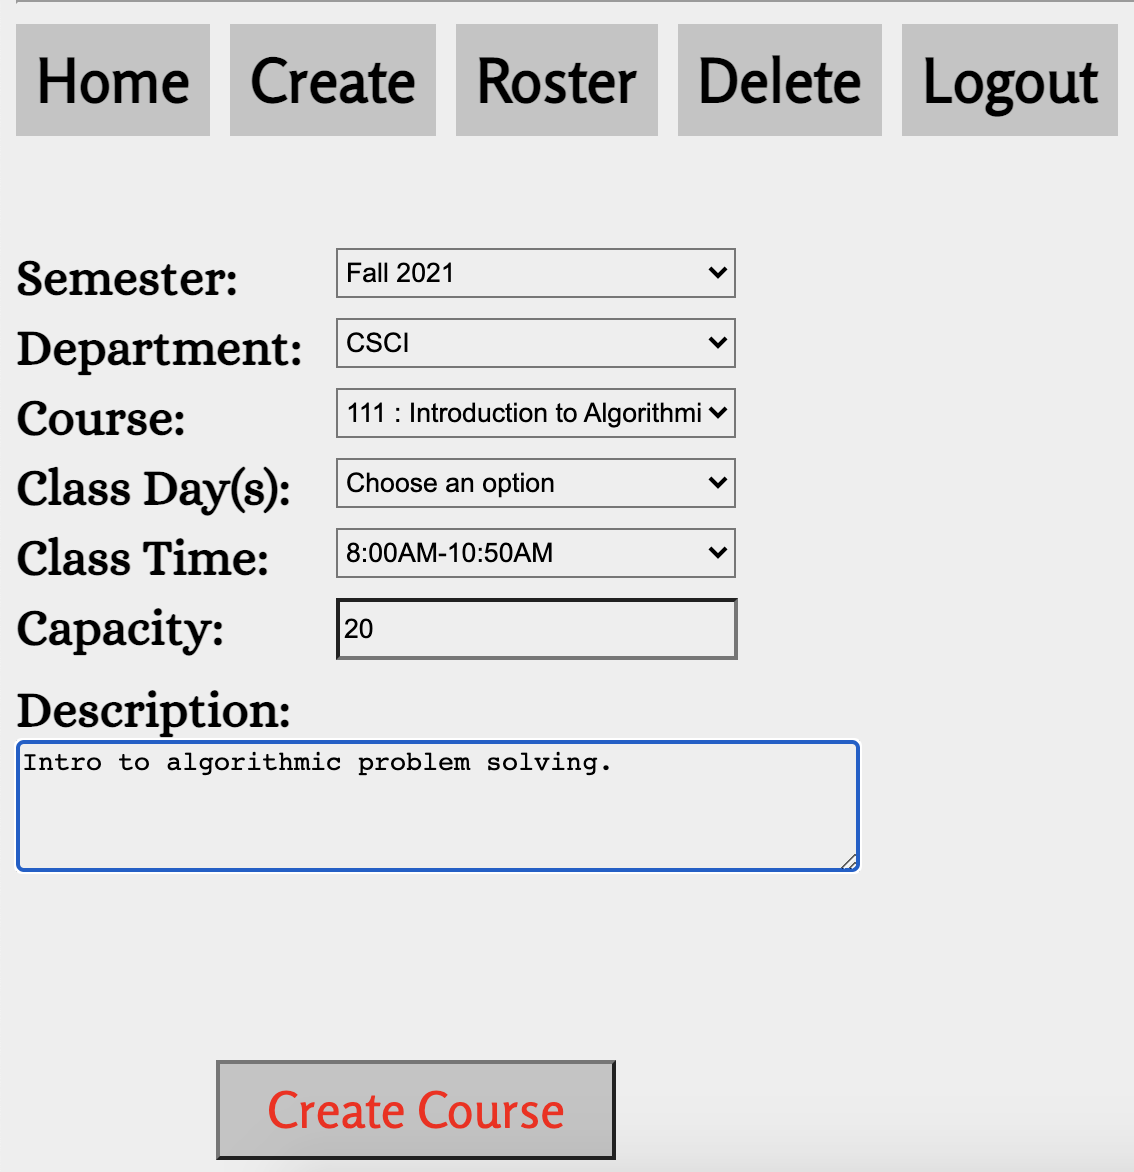 Home Create Roster Delete Logout
Semester: Fall 2021
Department: CSCI
Course: 111 : Introduction to Algorithmi
Class Day(s): Choose an option
Class Time: 8:00AM-10:50AM
Capacity: 20
Description:
Intro to algorithmic problem solving.
Create Course